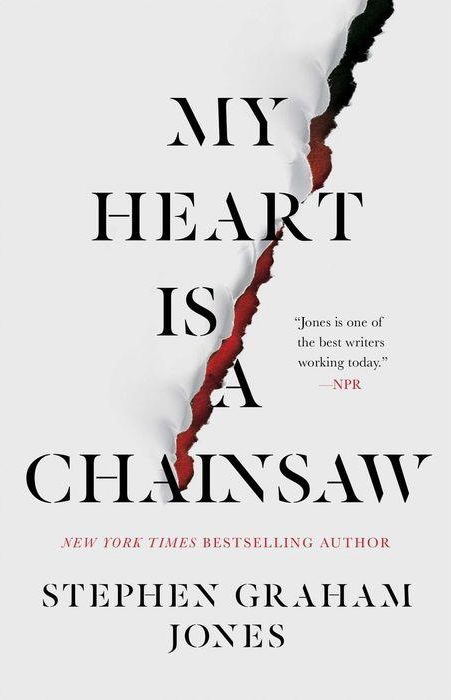 MY
HEART
IS
A
CHAINSAW
“Jones is one of
the best writers
working today.”
—NPR
NEW YORK TIMES BESTSELLING AUTHOR
STEPHEN GRAHAM
JONES